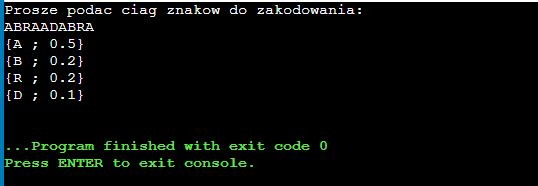 Prosze podac ciag znakow do zakodowania:
ABRAADABRA
{A ; 0.5}
{B ; 0.2}
{R ; 0.2}
{D ; 0.1}
...Program finished with exit code 0
Press ENTER to exit console.